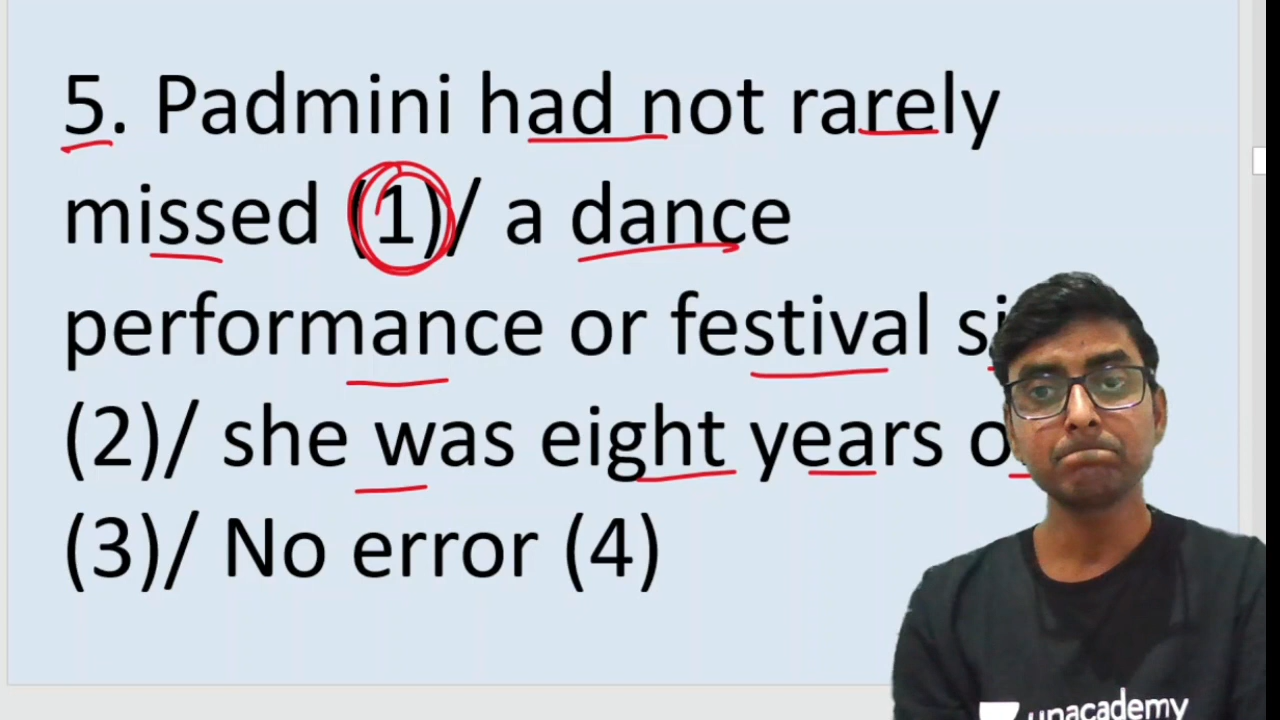 5. Padmini had not rarely
missed (1)/ a dance
performance or festival
(2)/ she was eight years
(3)/ No error (4)
unacademy